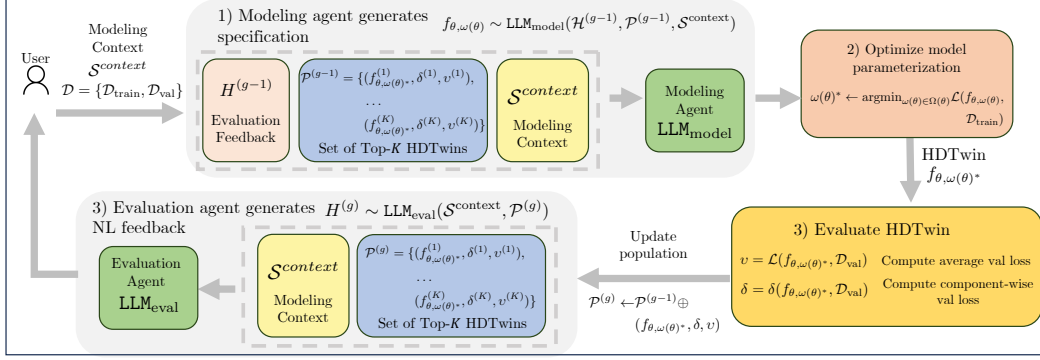 User
Modeling
Context
𝒮^{context}
𝒟 = {𝒟_train, 𝒟_val}
1) Modeling agent generates
specification
f_{θ,ω(θ)} ∼ LLM_model(ℋ^{(g−1)}, 𝒫^{(g−1)}, 𝒮^{context})
H^{(g−1)}
Evaluation
Feedback
𝒫^{(g−1)} = {(f^{(1)}_{θ,ω(θ)*}, δ^{(1)}, υ^{(1)}),
...
(f^{(K)}_{θ,ω(θ)*}, δ^{(K)}, υ^{(K)})}
Set of Top-K HDTwins
𝒮^{context}
Modeling
Context
Modeling
Agent
LLM_model
2) Optimize model
parameterization
ω(θ)* ← argmin_{ω(θ)∈Ω(θ)} ℒ(f_{θ,ω(θ)},
𝒟_train)
HDTwin
f_{θ,ω(θ)*}
3) Evaluate HDTwin
υ = ℒ(f_{θ,ω(θ)*}, 𝒟_val) Compute average val loss
δ = δ(f_{θ,ω(θ)*}, 𝒟_val) Compute component-wise
val loss
Update
population
𝒫^{(g)} ← 𝒫^{(g−1)} ⊕
(f_{θ,ω(θ)*}, δ, υ)
3) Evaluation agent generates
NL feedback
H^{(g)} ∼ LLM_eval(𝒮^{context}, 𝒫^{(g)})
Evaluation
Agent
LLM_eval
𝒮^{context}
Modeling
Context
𝒫^{(g)} = {(f^{(1)}_{θ,ω(θ)*}, δ^{(1)}, υ^{(1)}),
...
(f^{(K)}_{θ,ω(θ)*}, δ^{(K)}, υ^{(K)})}
Set of Top-K HDTwins